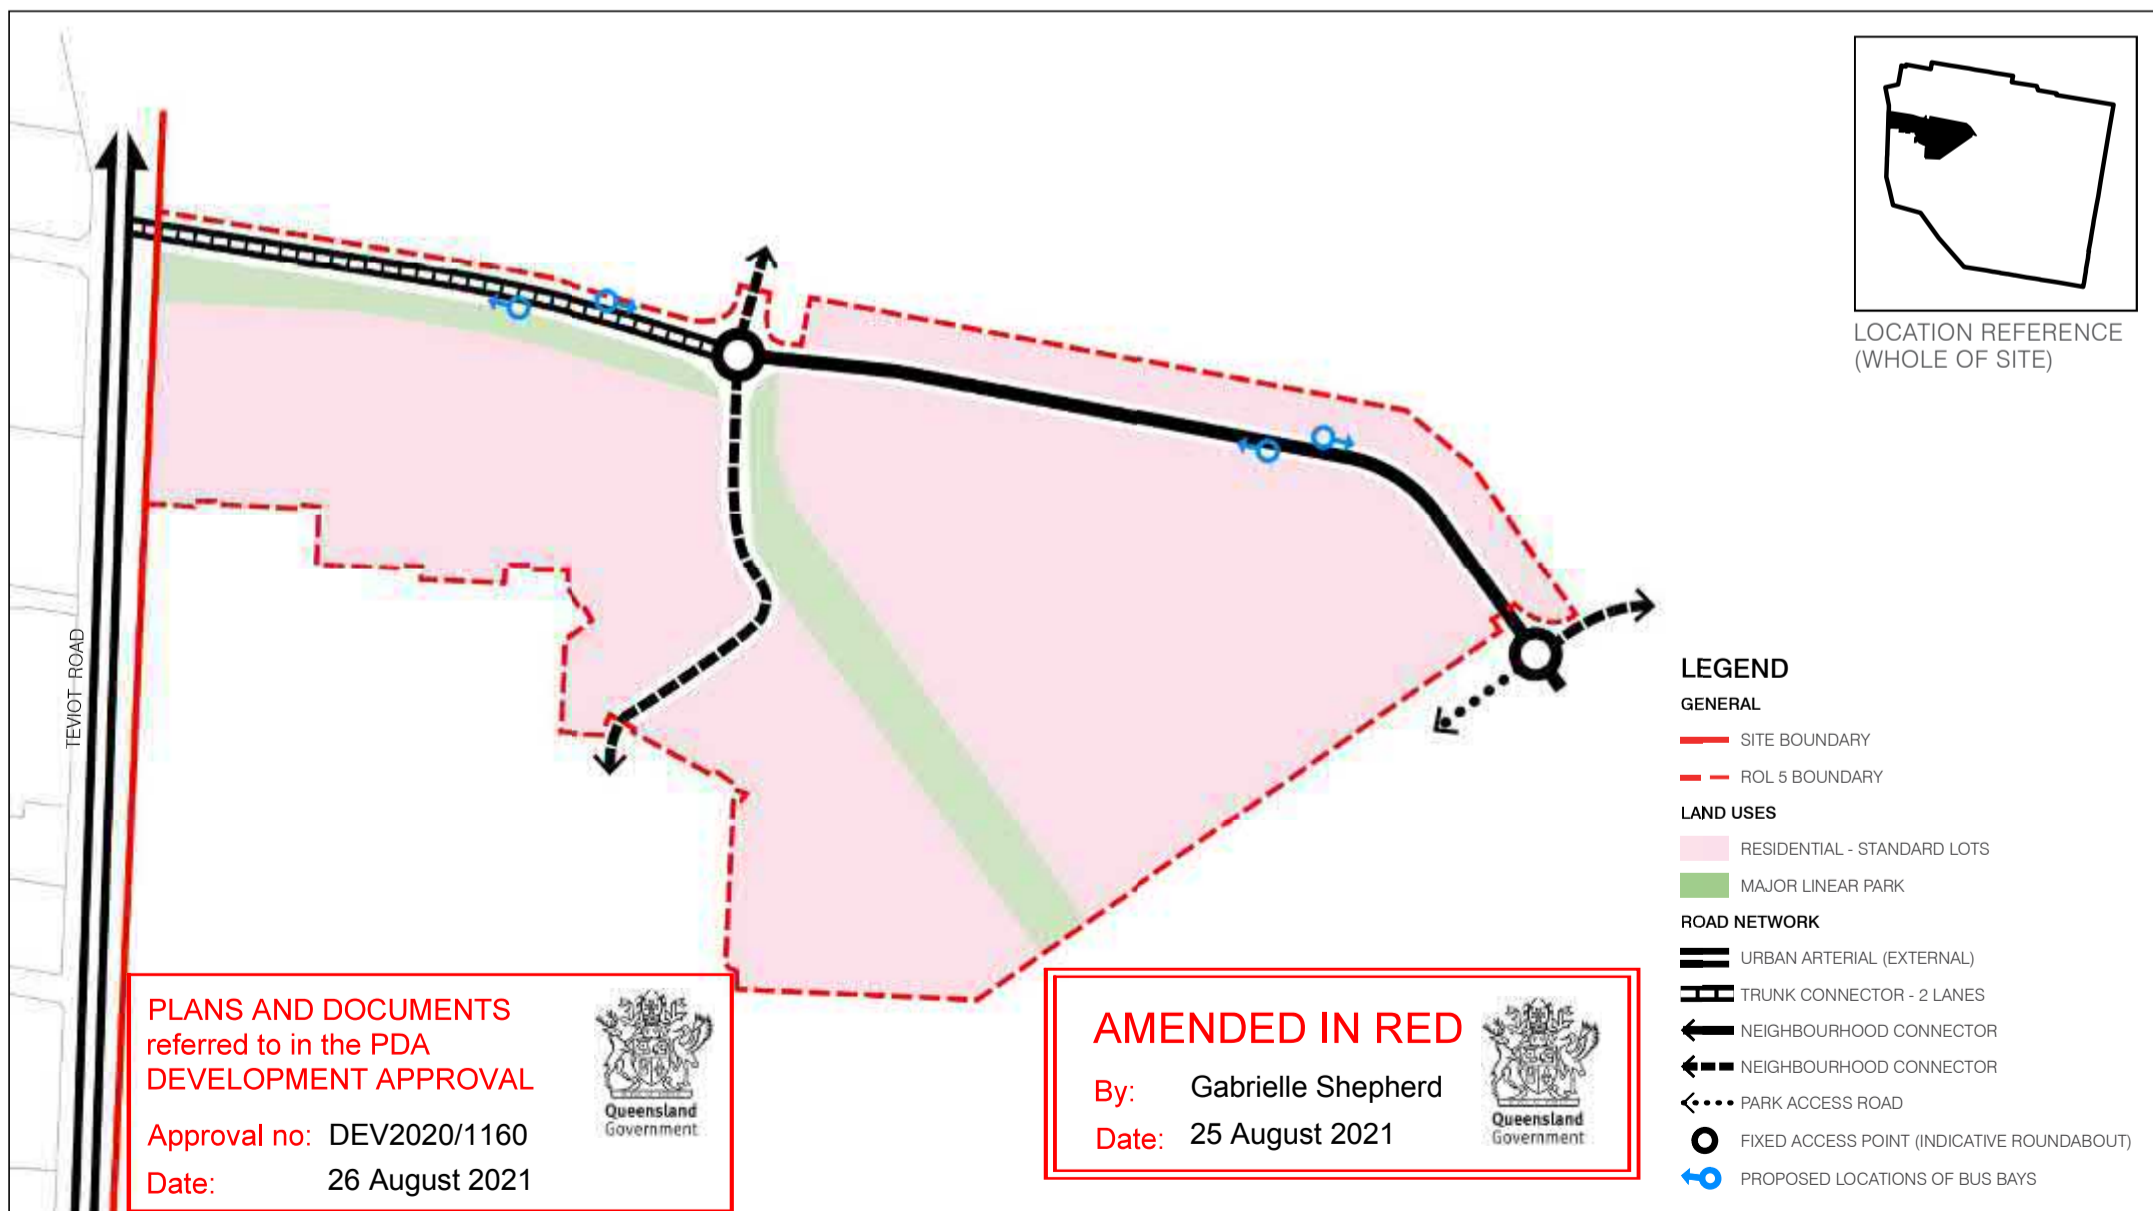 LOCATION REFERENCE
(WHOLE OF SITE)
TEVIOT ROAD
LEGEND
GENERAL
SITE BOUNDARY
ROL 5 BOUNDARY
LAND USES
RESIDENTIAL - STANDARD LOTS
MAJOR LINEAR PARK
ROAD NETWORK
URBAN ARTERIAL (EXTERNAL)
TRUNK CONNECTOR - 2 LANES
NEIGHBOURHOOD CONNECTOR
NEIGHBOURHOOD CONNECTOR
PARK ACCESS ROAD
FIXED ACCESS POINT (INDICATIVE ROUNDABOUT)
PROPOSED LOCATIONS OF BUS BAYS
PLANS AND DOCUMENTS
referred to in the PDA
DEVELOPMENT APPROVAL
Approval no: DEV2020/1160
Date: 26 August 2021
Queensland
Government
AMENDED IN RED
By: Gabrielle Shepherd
Date: 25 August 2021
Queensland
Government